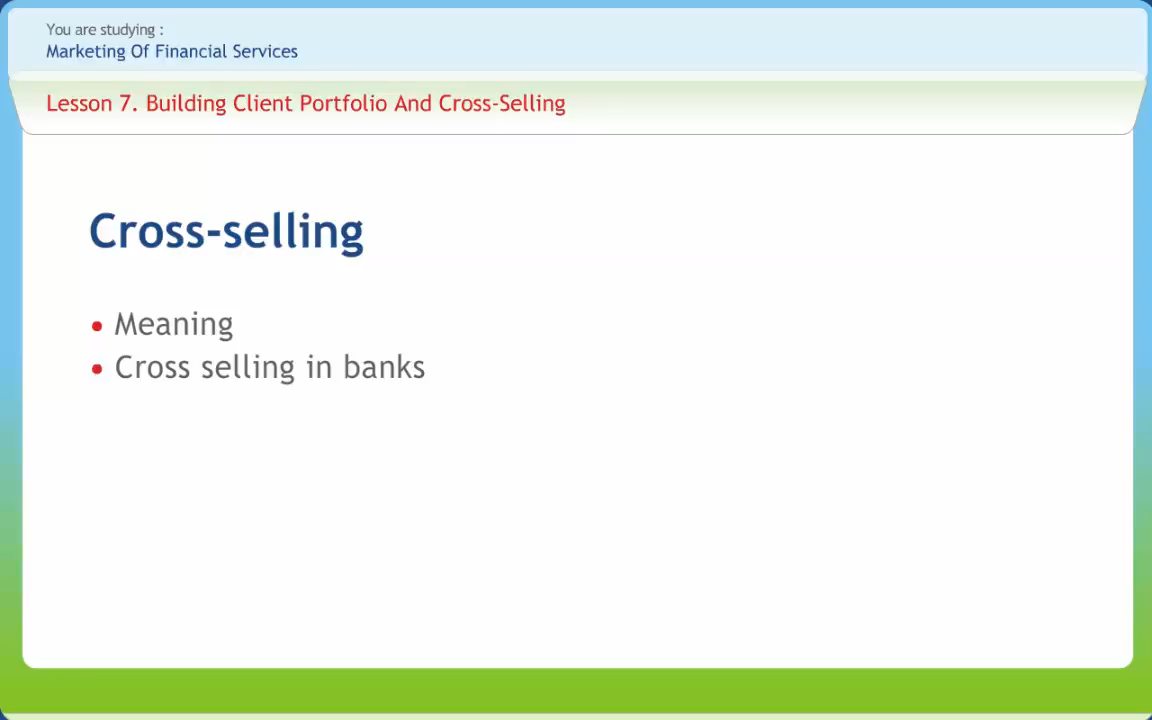 You are studying :
Marketing Of Financial Services
Lesson 7. Building Client Portfolio And Cross-Selling
Cross-selling
• Meaning
• Cross selling in banks